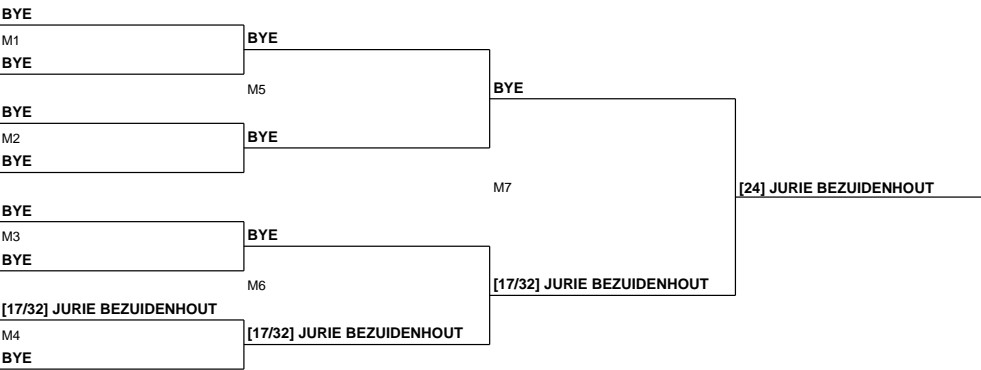 BYE
M1
BYE
BYE
M5
BYE
BYE
M2
BYE
BYE
M7
[24] JURIE BEZUIDENHOUT
BYE
M3
BYE
BYE
M6
[17/32] JURIE BEZUIDENHOUT
[17/32] JURIE BEZUIDENHOUT
M4
[17/32] JURIE BEZUIDENHOUT
BYE